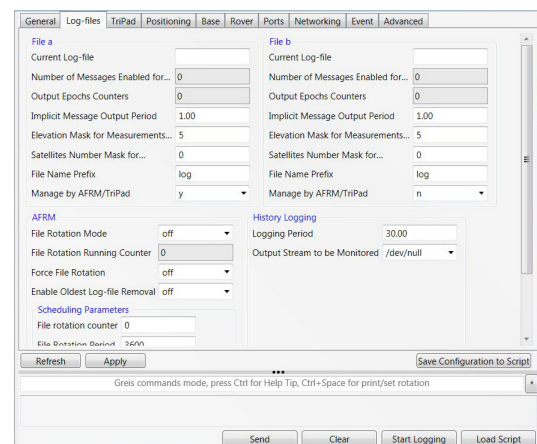 General Log-files TriPad Positioning Base Rover Ports Networking Event Advanced
File a File b
Current Log-file Current Log-file
Number of Messages Enabled for... 0 Number of Messages Enabled for... 0
Output Epochs Counters 0 Output Epochs Counters 0
Implicit Message Output Period 1.00 Implicit Message Output Period 1.00
Elevation Mask for Measurements... 5 Elevation Mask for Measurements... 5
Satellites Number Mask for... 0 Satellites Number Mask for... 0
File Name Prefix log File Name Prefix log
Manage by AFRM/TriPad y Manage by AFRM/TriPad n
AFRM History Logging
File Rotation Mode off Logging Period 30.00
File Rotation Running Counter 0 Output Stream to be Monitored /dev/null
Force File Rotation off
Enable Oldest Log-file Removal off
Scheduling Parameters
File rotation counter 0
File Rotation Period 3600
Refresh Apply Save Configuration to Script
Greis commands mode, press Ctrl for Help Tip, Ctrl+Space for print/set rotation
Send Clear Start Logging Load Script